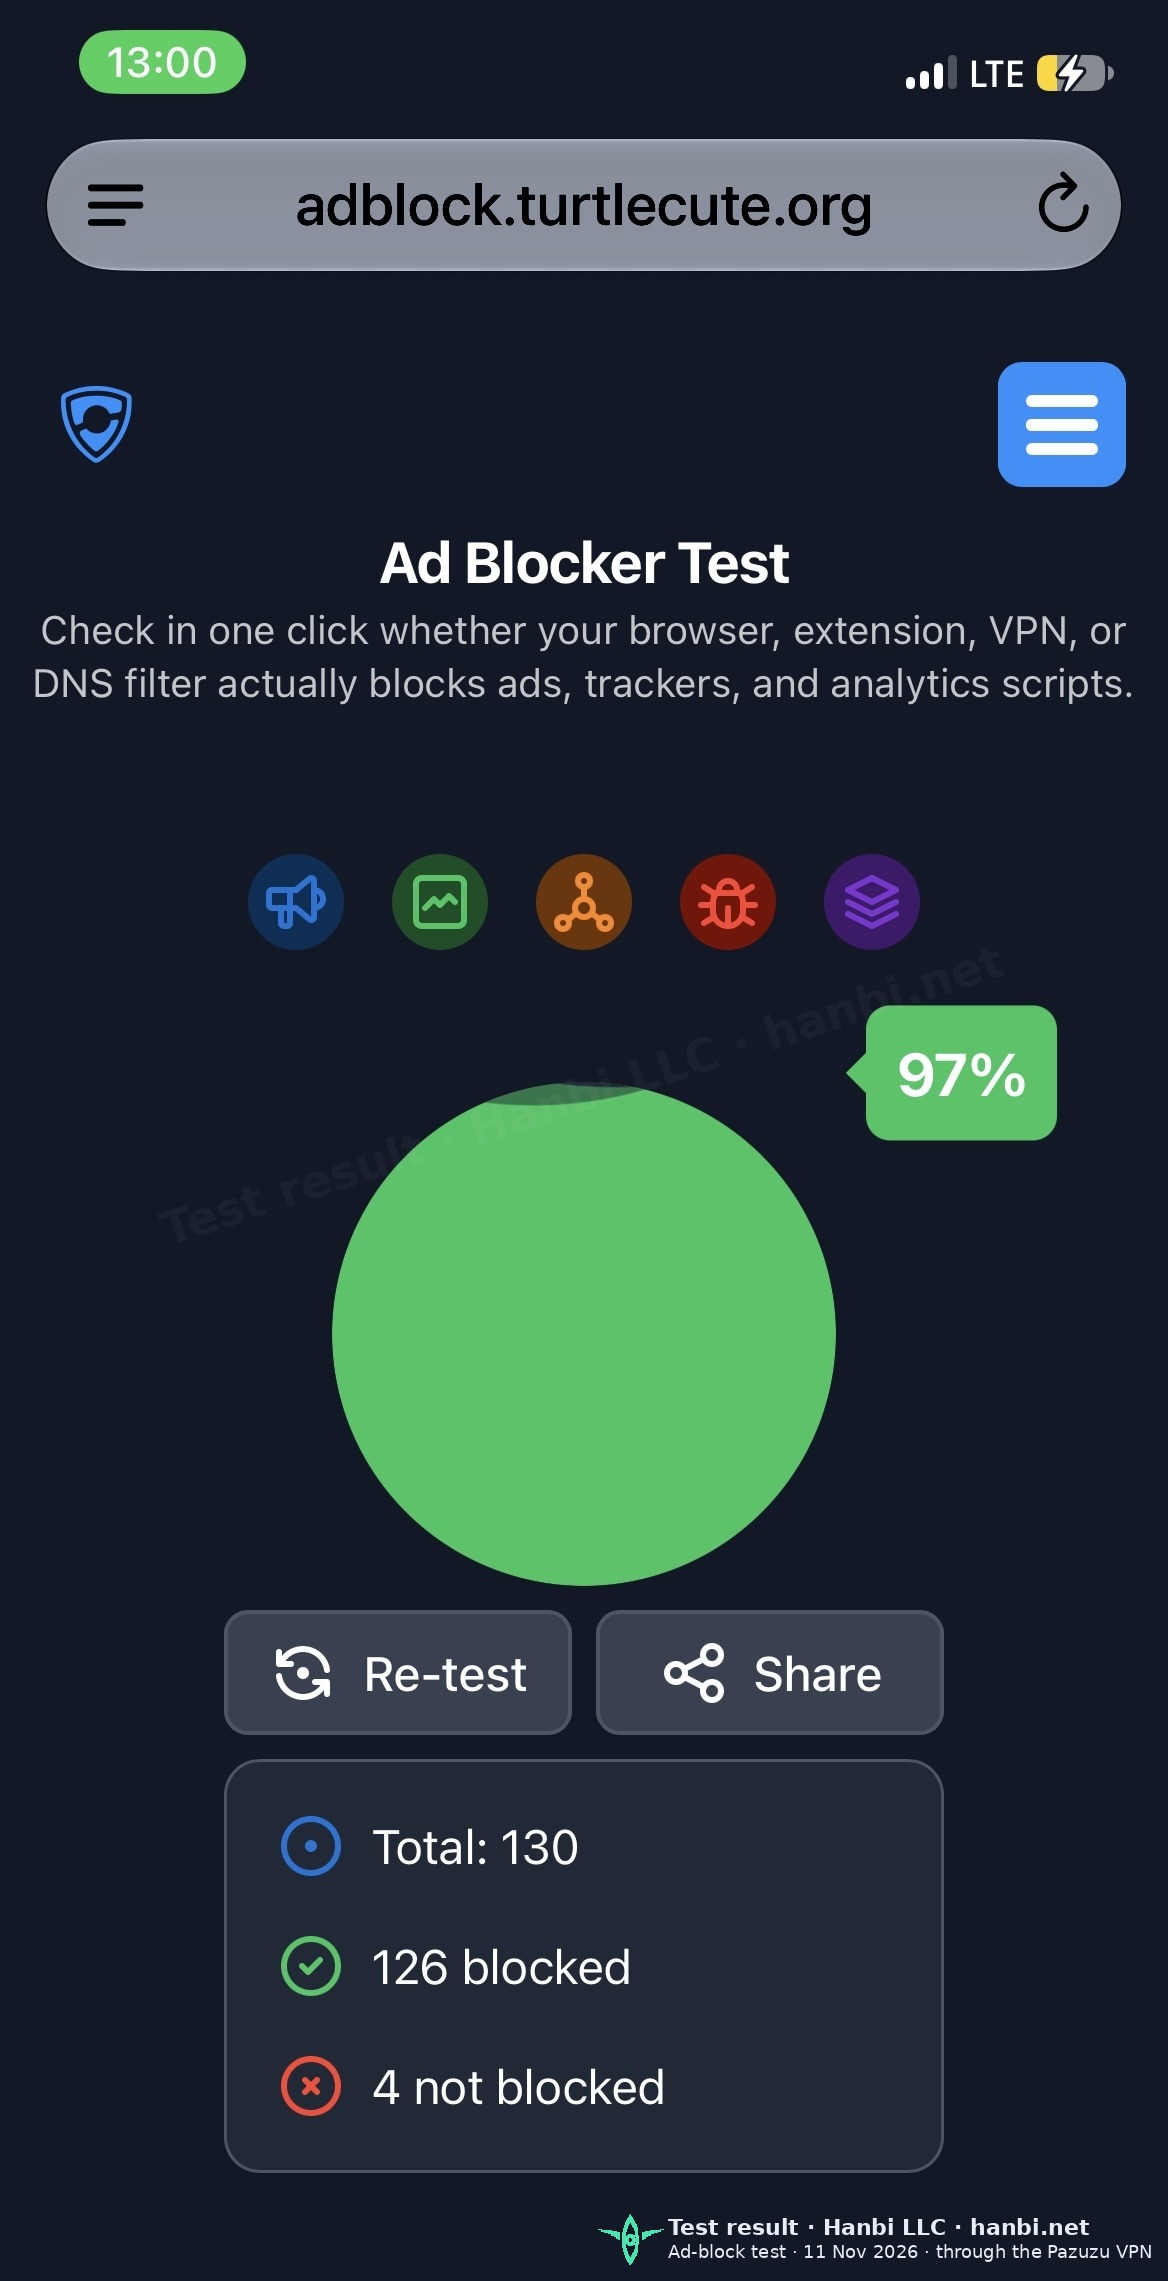 13:00
LTE
adblock.turtlecute.org
Ad Blocker Test
Check in one click whether your browser, extension, VPN, or
DNS filter actually blocks ads, trackers, and analytics scripts.
Test result · Hanbi LLC · hanbi.net
97%
Re-test
Share
Total: 130
126 blocked
4 not blocked
Test result · Hanbi LLC · hanbi.net
Ad-block test · 11 Nov 2026 · through the Pazuzu VPN